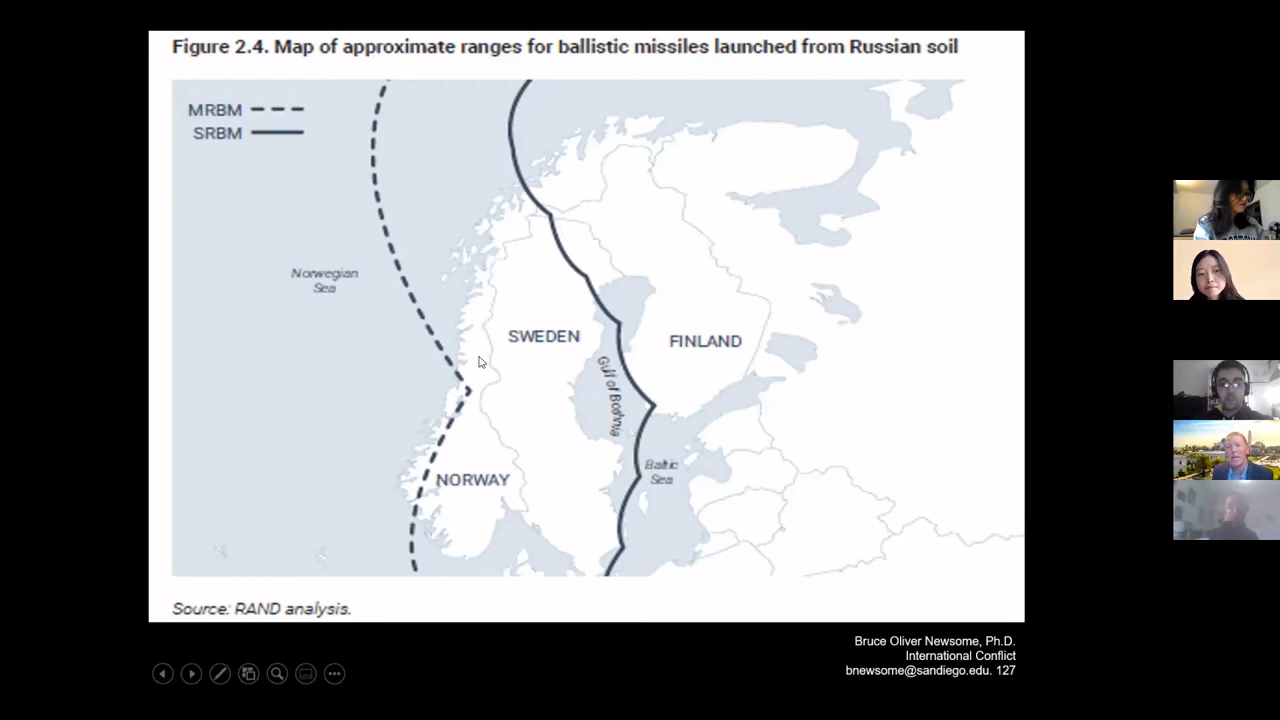 Figure 2.4. Map of approximate ranges for ballistic missiles launched from Russian soil
MRBM
SRBM
Norwegian
Sea
SWEDEN
FINLAND
Gulf of Bothnia
Baltic
Sea
NORWAY
Source: RAND analysis.
Bruce Oliver Newsome, Ph.D.
International Conflict
bnewsome@sandiego.edu. 127